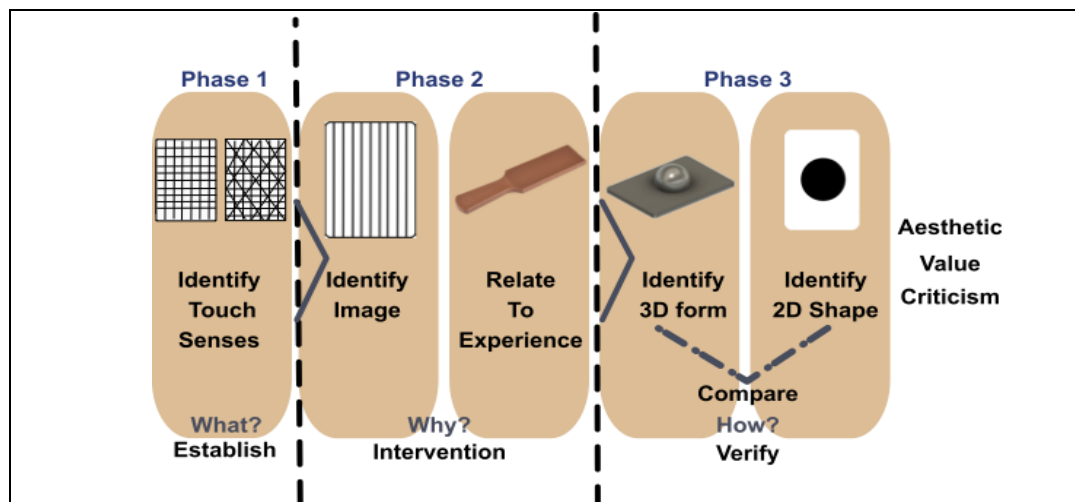 Phase 1
Phase 2
Phase 3
Identify
Touch
Senses
Identify
Image
Relate
To
Experience
Identify
3D form
Identify
2D Shape
Aesthetic
Value
Criticism
Compare
What?
Establish
Why?
Intervention
How?
Verify